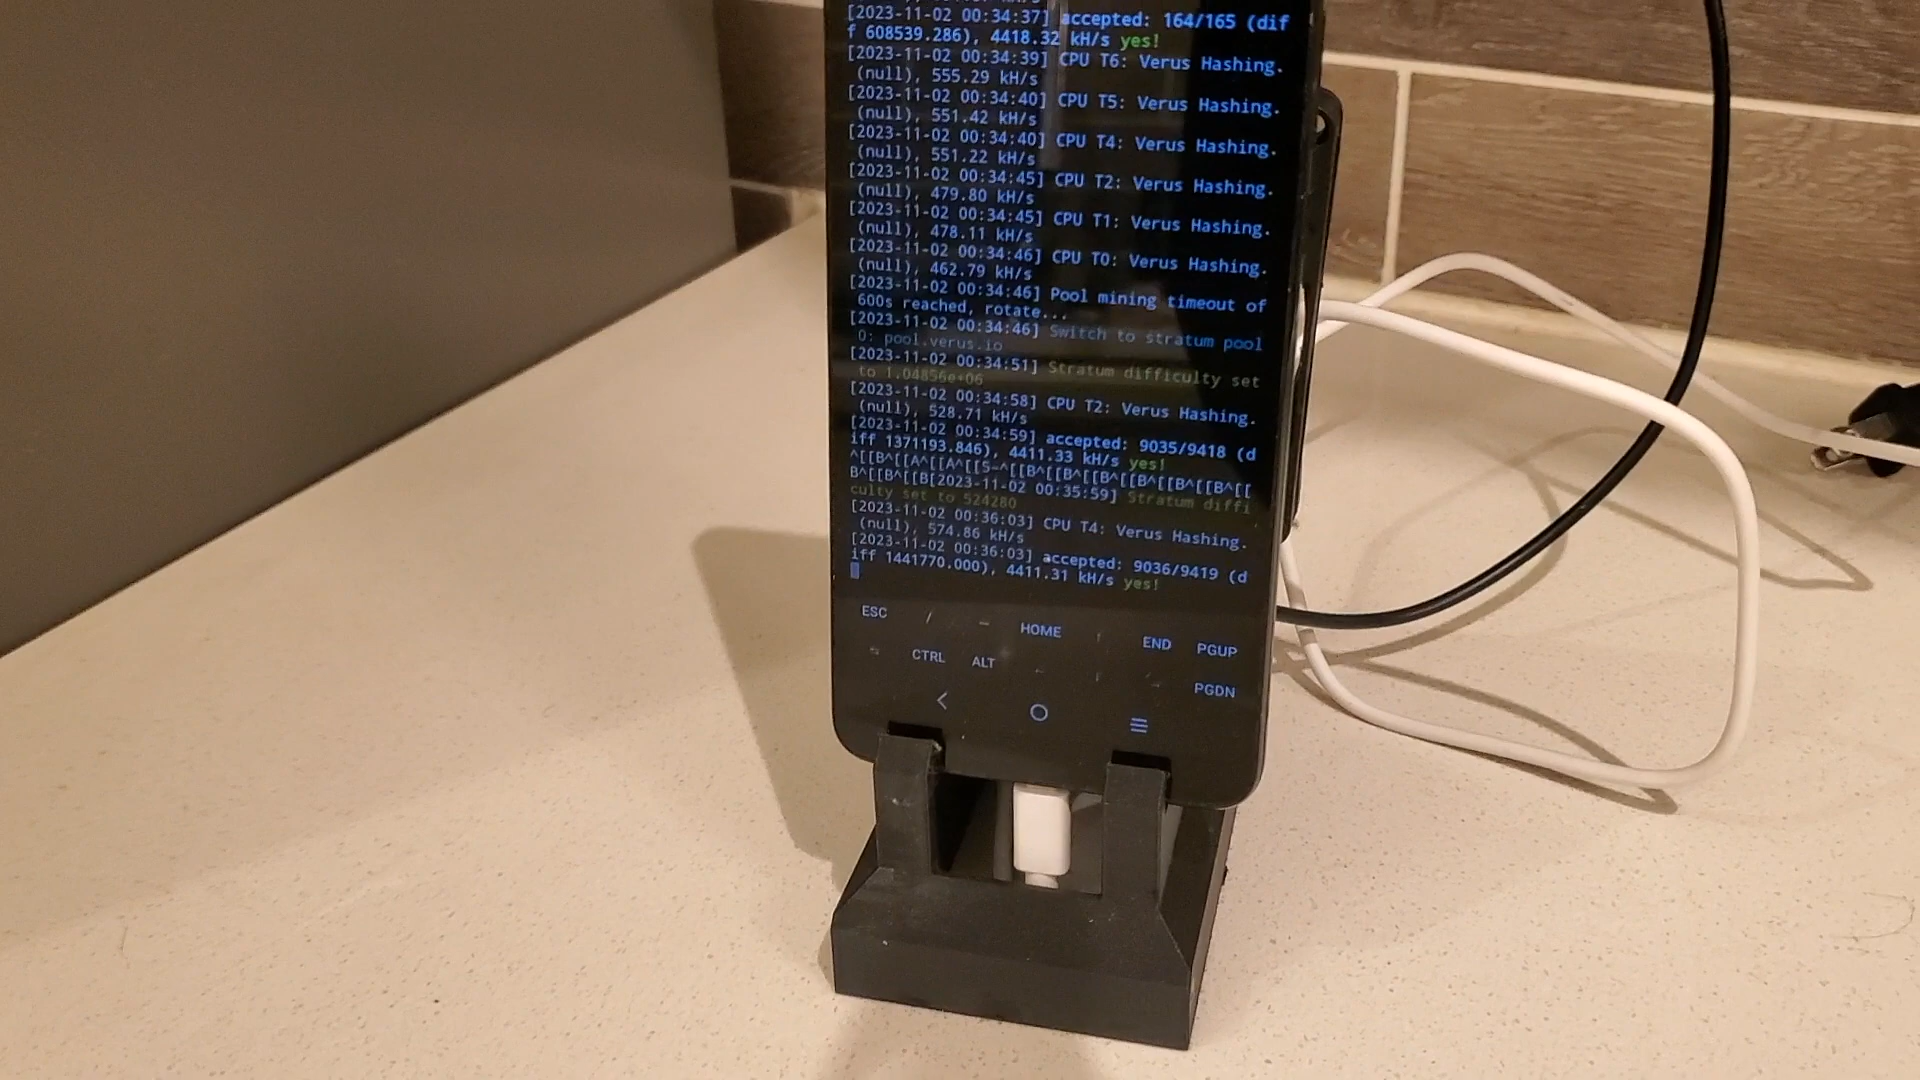 [2023-11-02 00:34:37] accepted: 164/165 (dif
f 608539.286), 4418.32 kH/s yes!
[2023-11-02 00:34:39] CPU T6: Verus Hashing.
(null), 555.29 kH/s
[2023-11-02 00:34:40] CPU T5: Verus Hashing.
(null), 551.42 kH/s
[2023-11-02 00:34:40] CPU T4: Verus Hashing.
(null), 551.22 kH/s
[2023-11-02 00:34:45] CPU T2: Verus Hashing.
(null), 479.80 kH/s
[2023-11-02 00:34:45] CPU T1: Verus Hashing.
(null), 478.11 kH/s
[2023-11-02 00:34:46] CPU T0: Verus Hashing.
(null), 462.79 kH/s
[2023-11-02 00:34:46] Pool mining timeout of
600s reached, rotate...
[2023-11-02 00:34:46] Switch to stratum pool
0: pool.verus.io
[2023-11-02 00:34:51] Stratum difficulty set
to 1.04856e+06
[2023-11-02 00:34:58] CPU T2: Verus Hashing.
(null), 528.71 kH/s
[2023-11-02 00:34:59] accepted: 9035/9418 (d
iff 1371193.846), 4411.33 kH/s yes!
^[[B^[[A^[[A^[[5~^[[B^[[B^[[B^[[B^[[B^[[B^[[
B^[[B^[[B[2023-11-02 00:35:59] Stratum diffi
culty set to 524280
[2023-11-02 00:36:03] CPU T4: Verus Hashing.
(null), 574.86 kH/s
[2023-11-02 00:36:03] accepted: 9036/9419 (d
iff 1441770.000), 4411.31 kH/s yes!
ESC / — HOME ↑ END PGUP
CTRL ALT PGDN